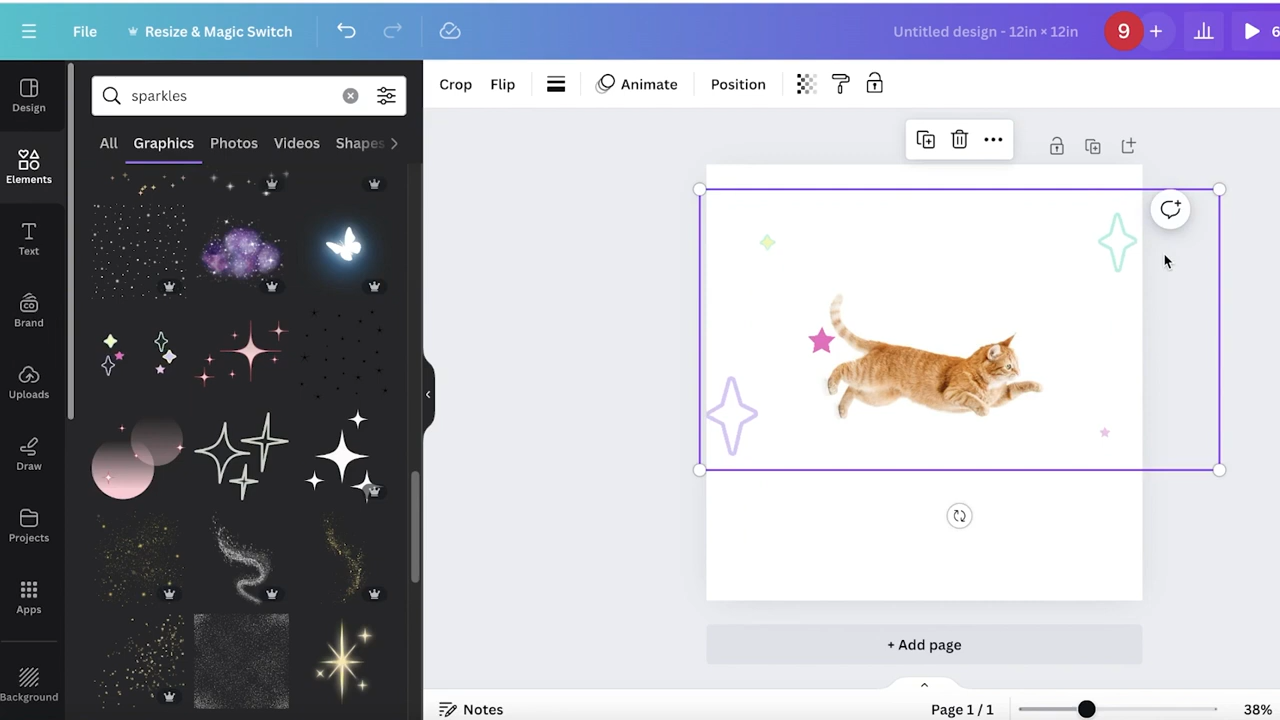 File
Resize & Magic Switch
Untitled design - 12in × 12in
9
+
6
Design
Elements
Text
Brand
Uploads
Draw
Projects
Apps
Background
sparkles
All
Graphics
Photos
Videos
Shapes
Crop
Flip
Animate
Position
+ Add page
Notes
Page 1 / 1
38%